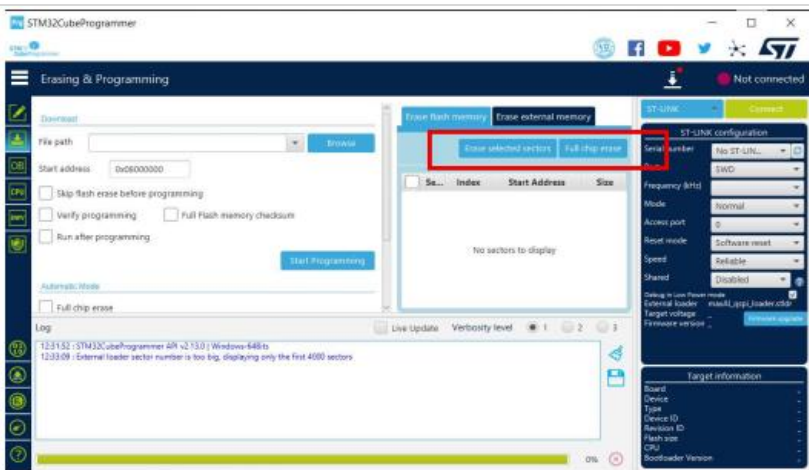 STM32CubeProgrammer
Erasing & Programming
Not connected
Download
File path
Browse
Start address
0x08000000
Skip flash erase before programming
Verify programming
Full Flash memory checksum
Run after programming
Start Programming
Automatic Mode
Full chip erase
Erase flash memory
Erase external memory
Erase selected sectors
Full chip erase
Se...
Index
Start Address
Size
No sectors to display
ST-LINK
Connect
ST-LINK configuration
Serial number
No ST-LIN...
SWD
Frequency (kHz)
Mode
Normal
Access port
0
Reset mode
Software reset
Speed
Reliable
Shared
Disabled
Debug in Low Power mode
External loader
Target voltage
Firmware version
Firmware upgrade
Target information
Board
Device
Type
Device ID
Revision ID
Flash size
CPU
Bootloader Version
Log
Live Update
Verbosity level
1
2
3
12:31:52 : STM32CubeProgrammer API v2.13.0 | Windows-64Bits
12:33:09 : External loader sector number is too big, displaying only the first 4000 sectors
0%